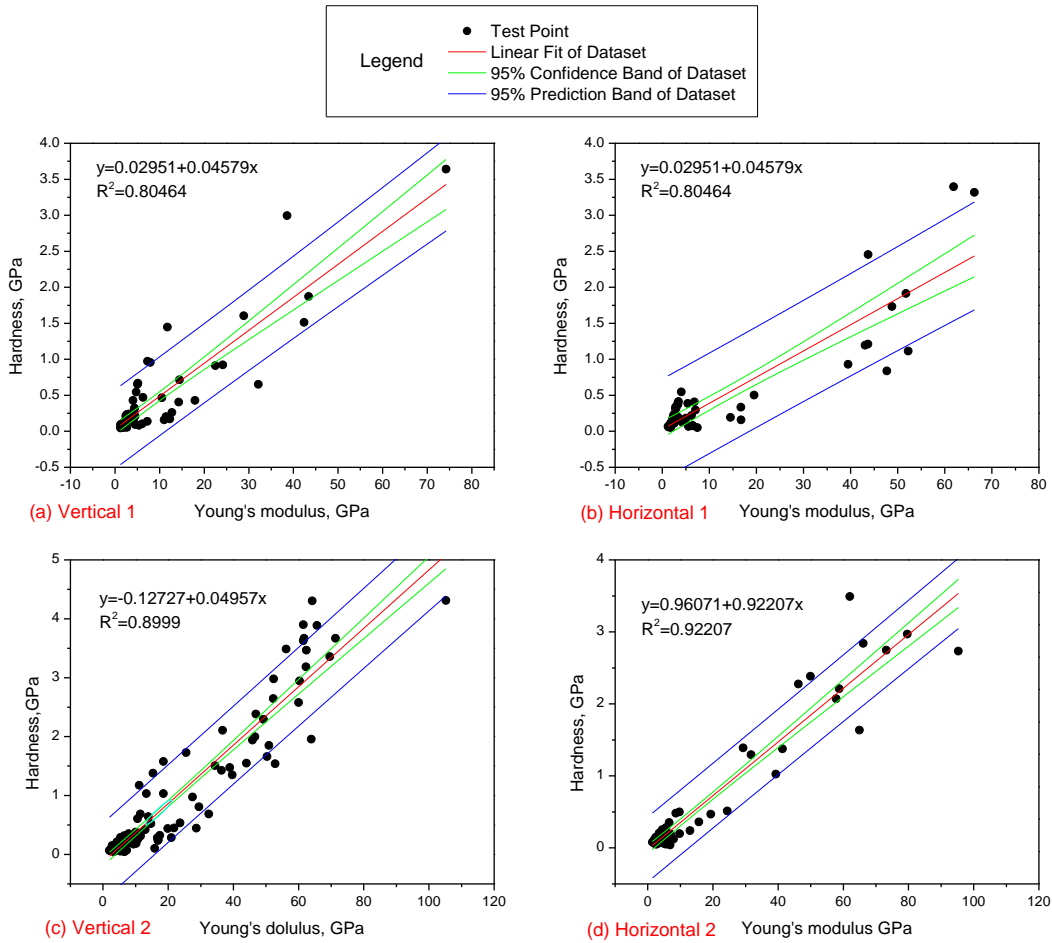 Legend
Test Point
Linear Fit of Dataset
95% Confidence Band of Dataset
95% Prediction Band of Dataset
4.0
3.5
3.0
2.5
2.0
1.5
1.0
0.5
0.0
-0.5
Hardness, GPa
y=0.02951+0.04579x
R²=0.80464
0 10 20 30 40 50 60 70 80
(a) Vertical 1
Young's modulus, GPa
4.0
3.5
3.0
2.5
2.0
1.5
1.0
0.5
0.0
-0.5
Hardness, GPa
y=0.02951+0.04579x
R²=0.80464
-10 0 10 20 30 40 50 60 70 80
(b) Horizontal 1
Young's modulus, GPa
5
4
3
2
1
0
Hardness,GPa
y=-0.12727+0.04957x
R²=0.8999
0 20 40 60 80 100 120
(c) Vertical 2
Young's dolulus, GPa
4
3
2
1
0
Hardness, GPa
y=0.96071+0.92207x
R²=0.92207
0 20 40 60 80 100 120
(d) Horizontal 2
Young's modulus GPa